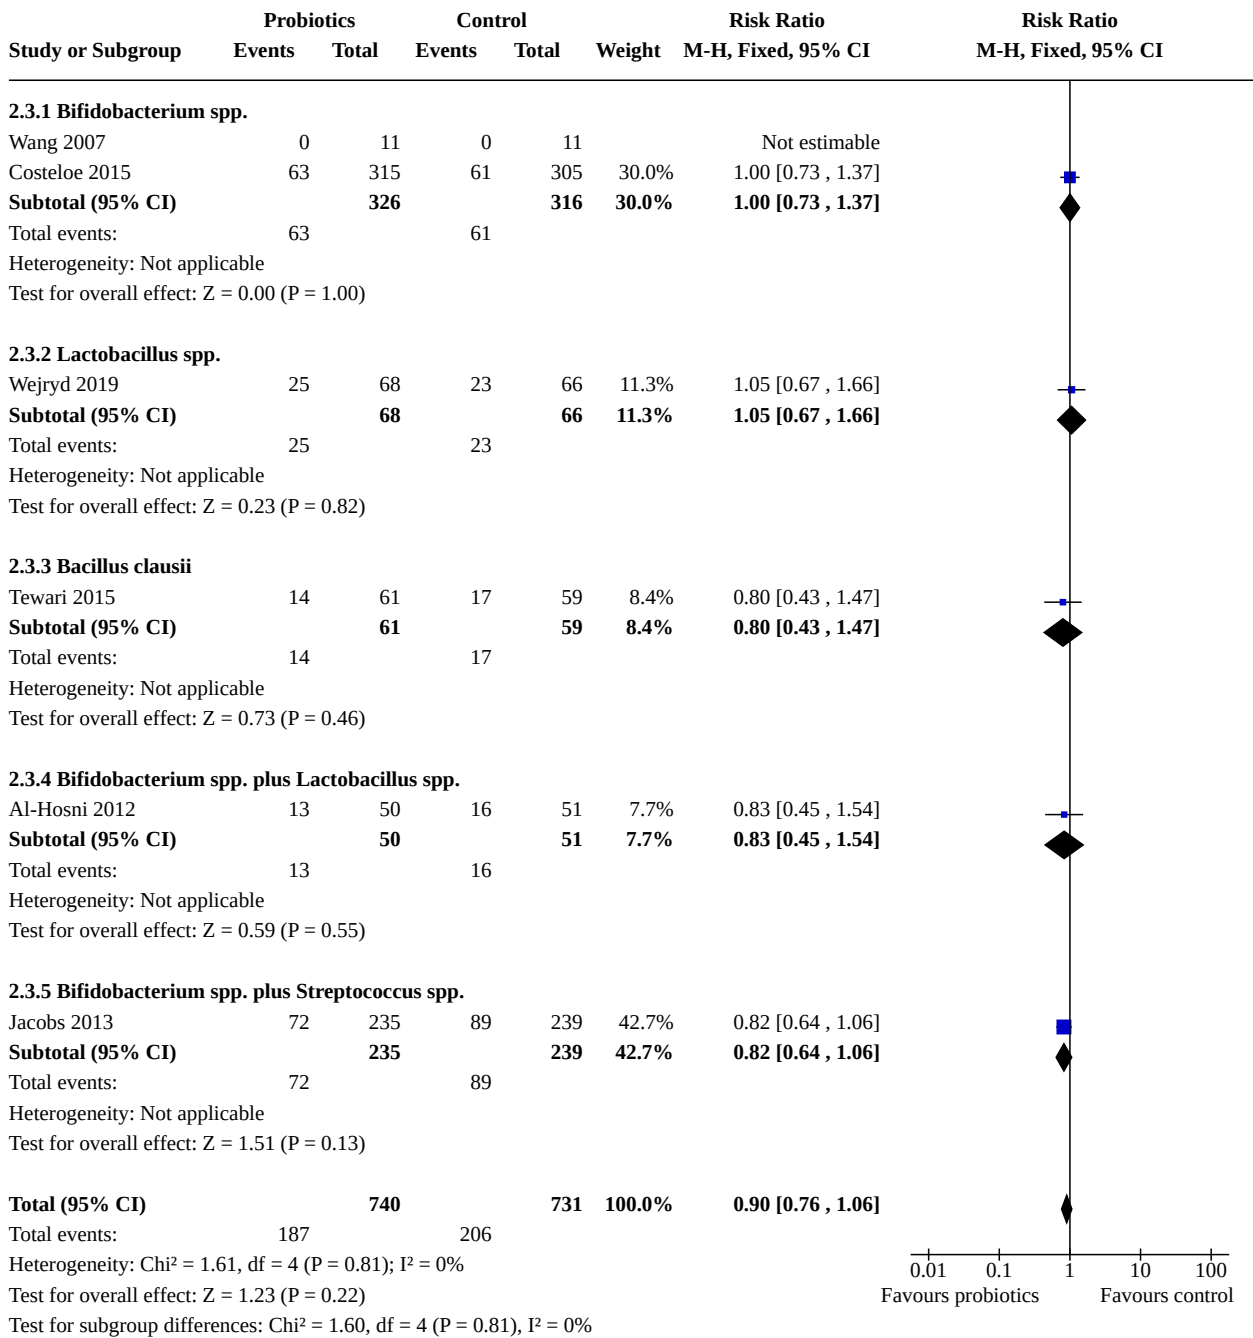 Probiotics Control Risk Ratio Risk Ratio
Study or Subgroup Events Total Events Total Weight M-H, Fixed, 95% CI M-H, Fixed, 95% CI
2.3.1 Bifidobacterium spp.
Wang 2007 0 11 0 11 Not estimable
Costeloe 2015 63 315 61 305 30.0% 1.00 [0.73 , 1.37]
Subtotal (95% CI) 326 316 30.0% 1.00 [0.73 , 1.37]
Total events: 63 61
Heterogeneity: Not applicable
Test for overall effect: Z = 0.00 (P = 1.00)
2.3.2 Lactobacillus spp.
Wejryd 2019 25 68 23 66 11.3% 1.05 [0.67 , 1.66]
Subtotal (95% CI) 68 66 11.3% 1.05 [0.67 , 1.66]
Total events: 25 23
Heterogeneity: Not applicable
Test for overall effect: Z = 0.23 (P = 0.82)
2.3.3 Bacillus clausii
Tewari 2015 14 61 17 59 8.4% 0.80 [0.43 , 1.47]
Subtotal (95% CI) 61 59 8.4% 0.80 [0.43 , 1.47]
Total events: 14 17
Heterogeneity: Not applicable
Test for overall effect: Z = 0.73 (P = 0.46)
2.3.4 Bifidobacterium spp. plus Lactobacillus spp.
Al-Hosni 2012 13 50 16 51 7.7% 0.83 [0.45 , 1.54]
Subtotal (95% CI) 50 51 7.7% 0.83 [0.45 , 1.54]
Total events: 13 16
Heterogeneity: Not applicable
Test for overall effect: Z = 0.59 (P = 0.55)
2.3.5 Bifidobacterium spp. plus Streptococcus spp.
Jacobs 2013 72 235 89 239 42.7% 0.82 [0.64 , 1.06]
Subtotal (95% CI) 235 239 42.7% 0.82 [0.64 , 1.06]
Total events: 72 89
Heterogeneity: Not applicable
Test for overall effect: Z = 1.51 (P = 0.13)
Total (95% CI) 740 731 100.0% 0.90 [0.76 , 1.06]
Total events: 187 206
Heterogeneity: Chi² = 1.61, df = 4 (P = 0.81); I² = 0%
0.01 0.1 1 10 100
Test for overall effect: Z = 1.23 (P = 0.22) Favours probiotics Favours control
Test for subgroup differences: Chi² = 1.60, df = 4 (P = 0.81), I² = 0%